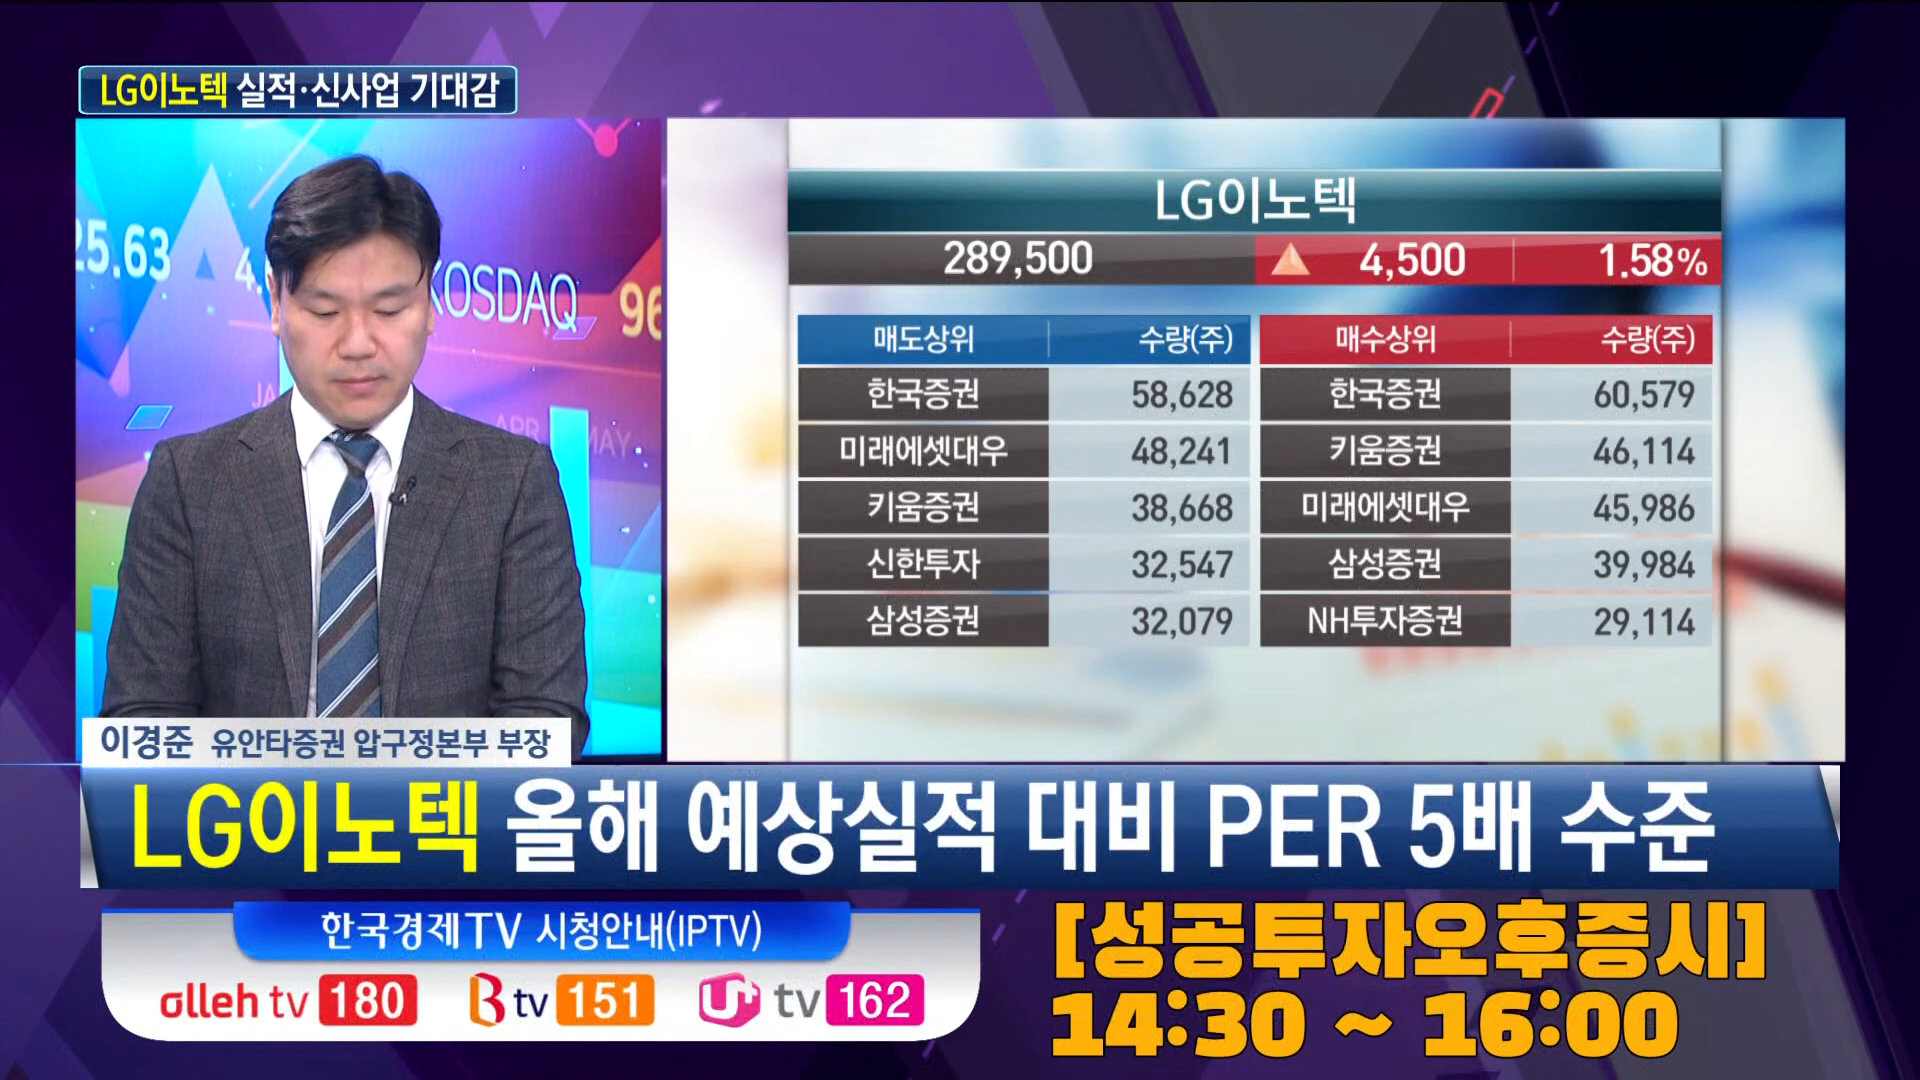 LG이노텍 실적·신사업 기대감
25.63 ▲ 4.
KOSDAQ 96
JA APR MAY
LG이노텍
289,500 ▲ 4,500 1.58%
매도상위 수량(주) 매수상위 수량(주)
한국증권 58,628 한국증권 60,579
미래에셋대우 48,241 키움증권 46,114
키움증권 38,668 미래에셋대우 45,986
신한투자 32,547 삼성증권 39,984
삼성증권 32,079 NH투자증권 29,114
이경준 유안타증권 압구정본부 부장
LG이노텍 올해 예상실적 대비 PER 5배 수준
한국경제TV 시청안내(IPTV)
olleh tv 180 B tv 151 U+ tv 162
[성공투자오후증시]
14:30 ~ 16:00